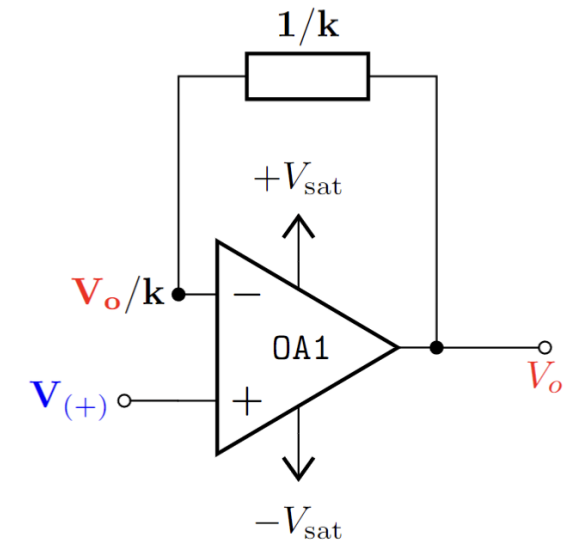 1/k
+V_sat
V_o/k
−
OA1
V_o
V_(+)
+
−V_sat